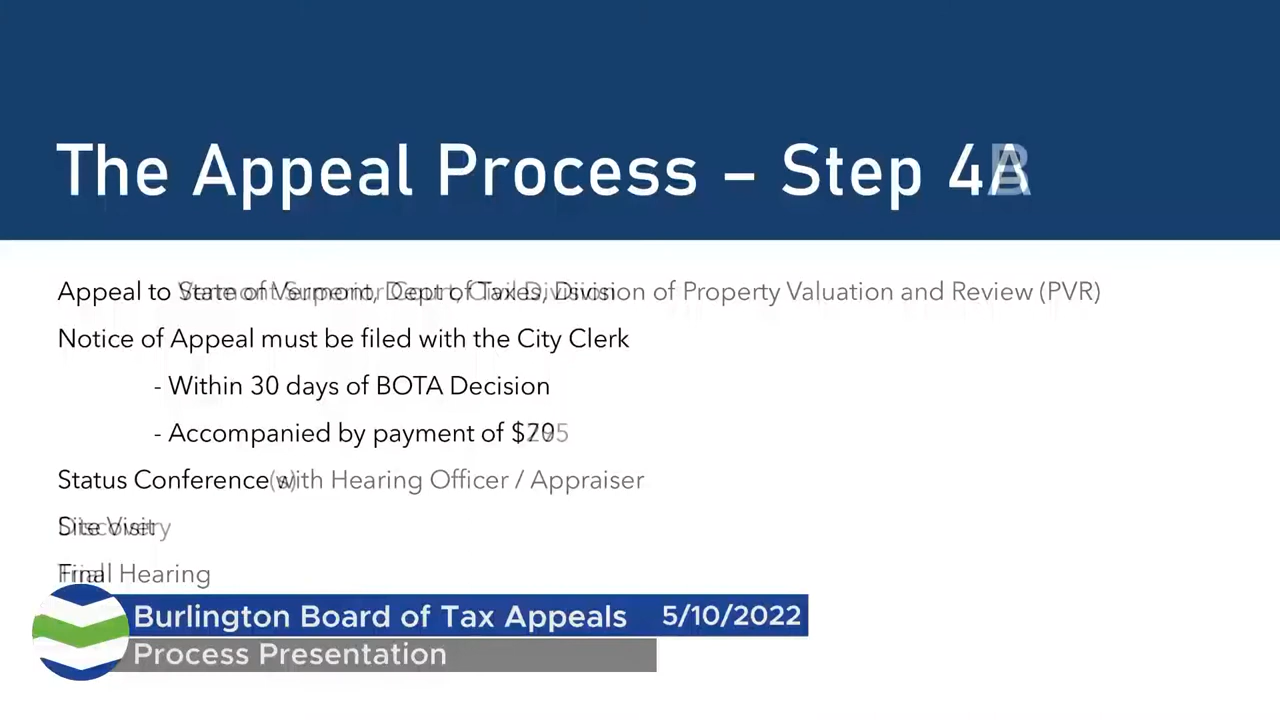 The Appeal Process – Step 4
Appeal to of Property Valuation and Review (PVR)
Notice of Appeal must be filed with the City Clerk
- Within 30 days of BOTA Decision
- Accompanied by payment of
Status Conference with Hearing Officer / Appraiser
Hearing
Burlington Board of Tax Appeals 5/10/2022
Process Presentation